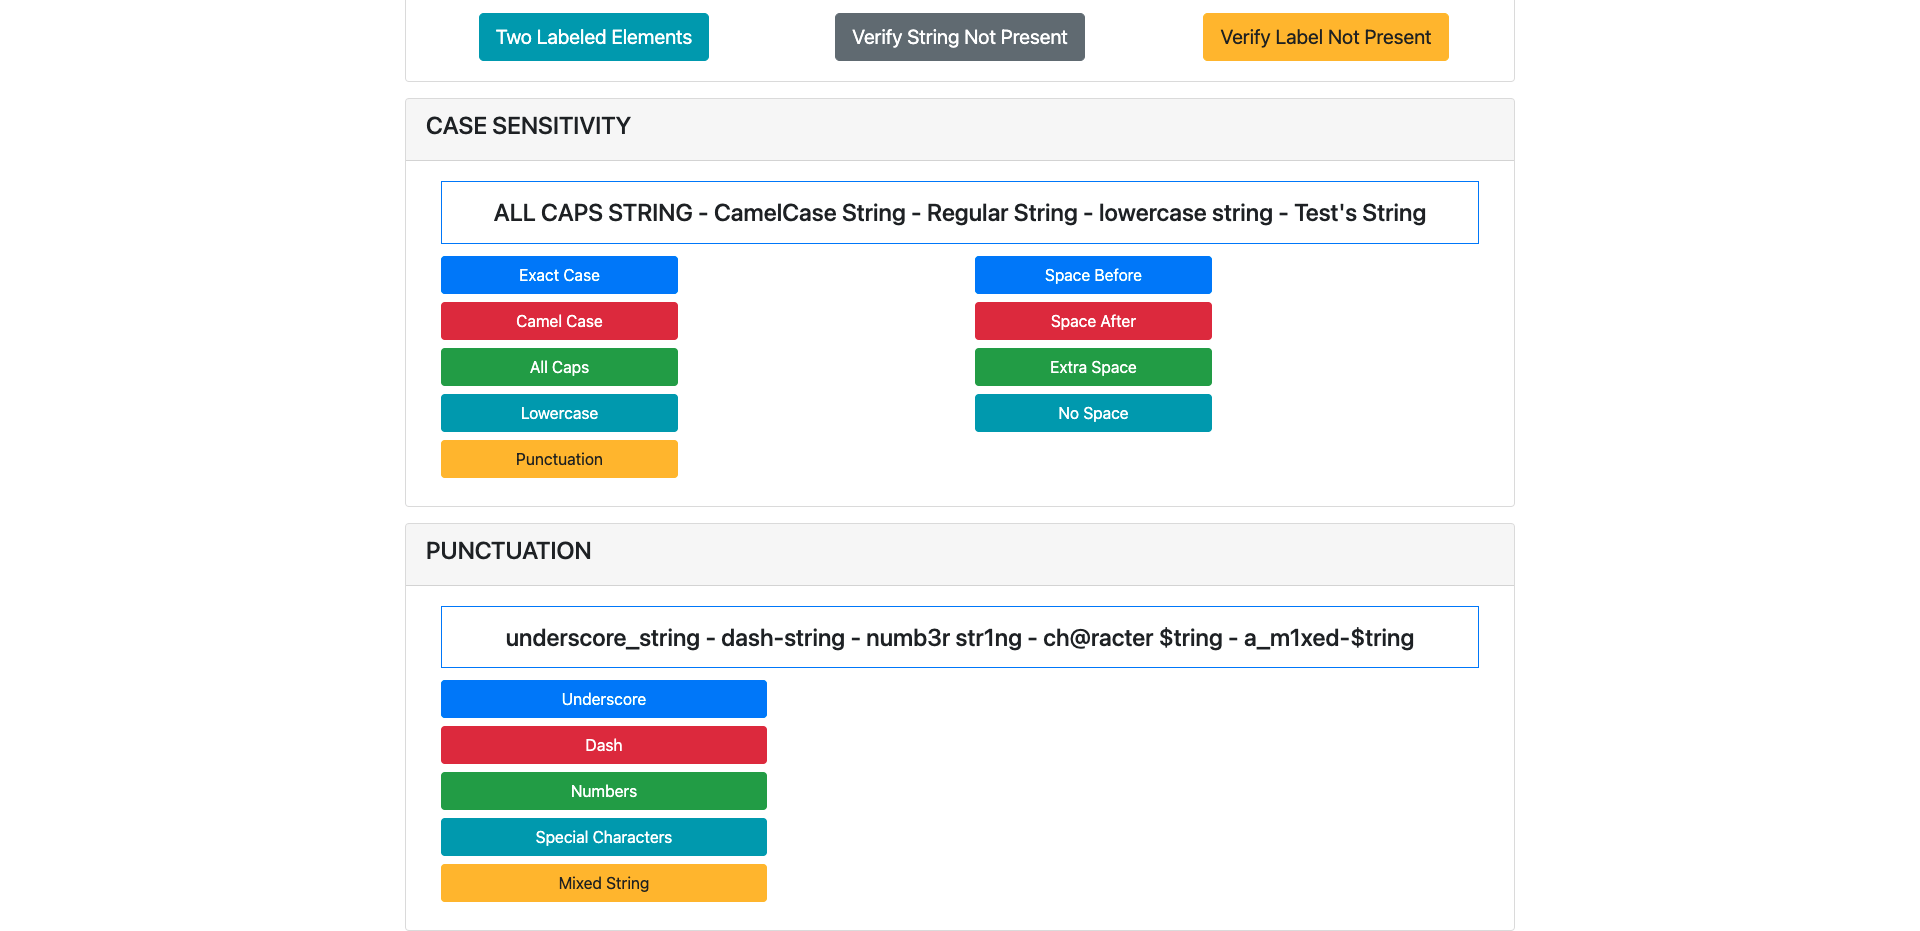 Two Labeled Elements
Verify String Not Present
Verify Label Not Present
CASE SENSITIVITY
ALL CAPS STRING - CamelCase String - Regular String - lowercase string - Test's String
Exact Case
Camel Case
All Caps
Lowercase
Punctuation
Space Before
Space After
Extra Space
No Space
PUNCTUATION
underscore_string - dash-string - numb3r str1ng - ch@racter $tring - a_m1xed-$tring
Underscore
Dash
Numbers
Special Characters
Mixed String